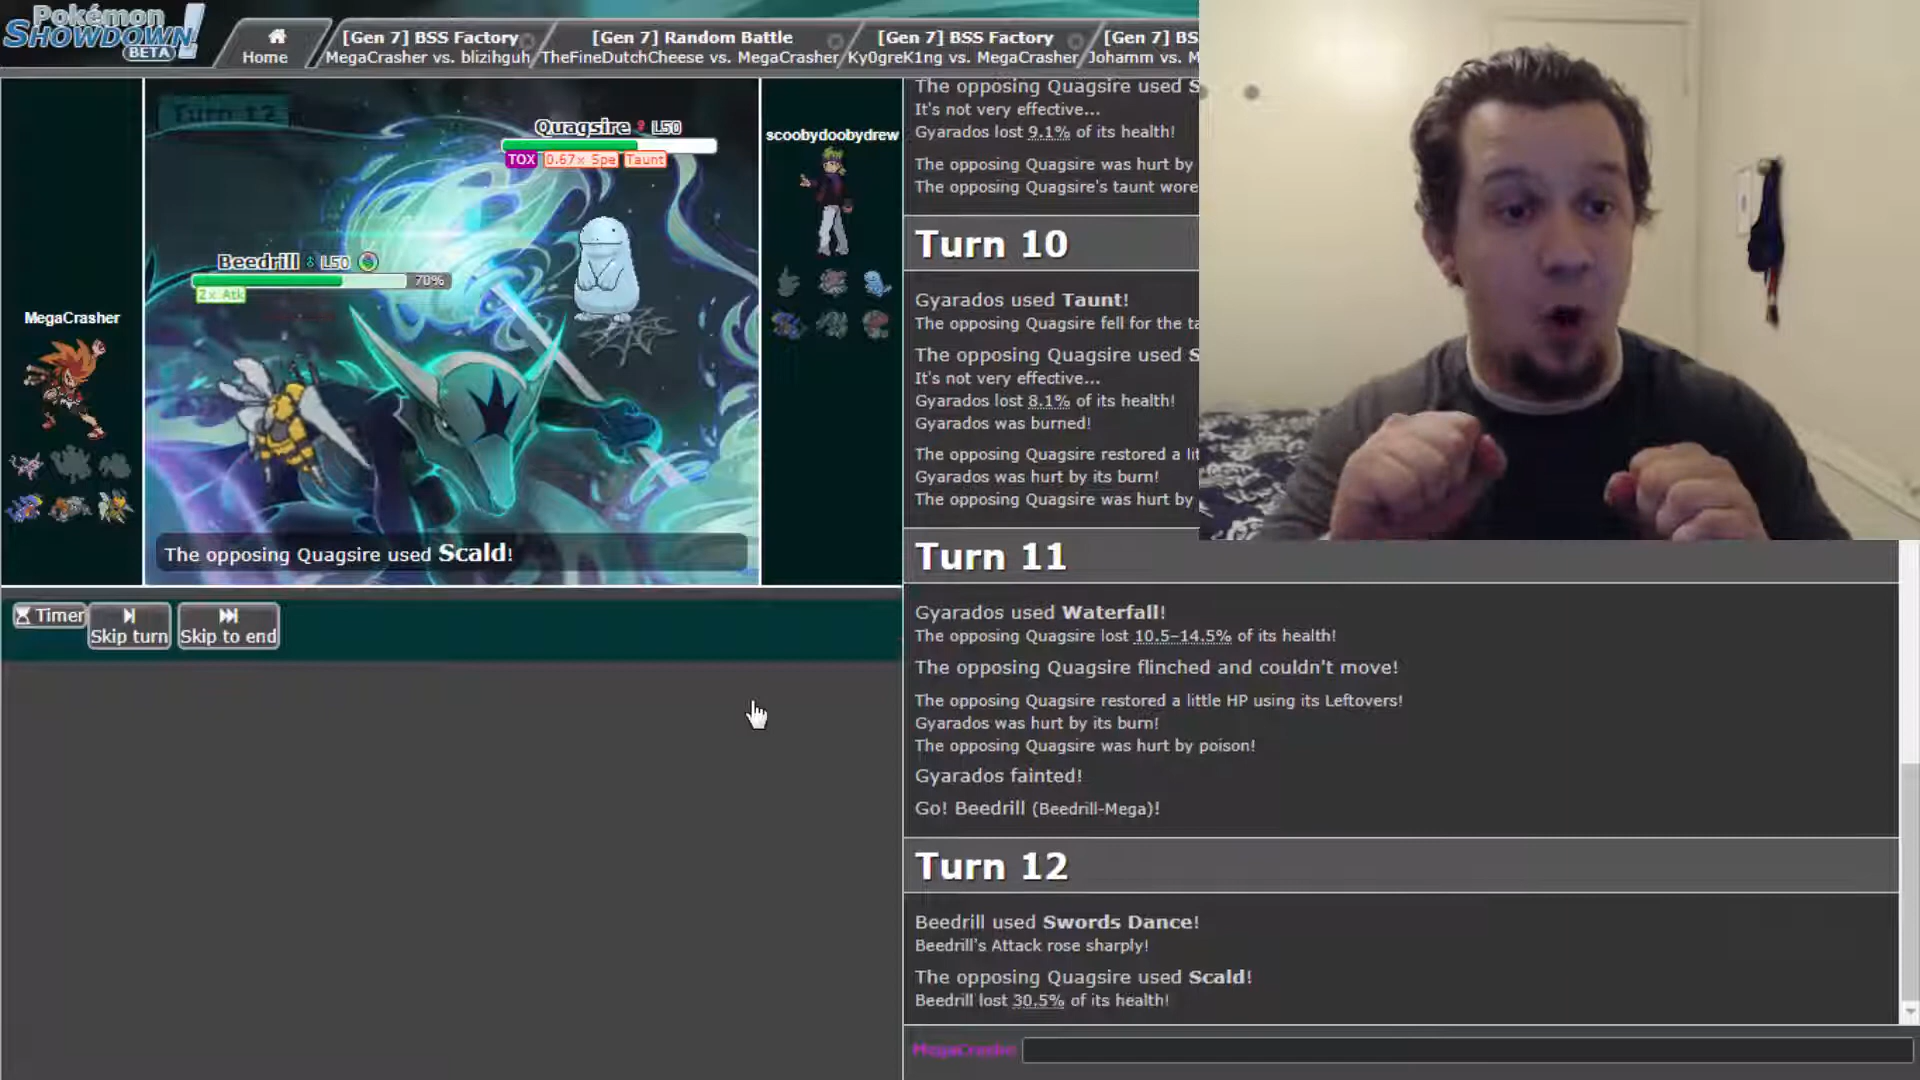 Pokémon
SHOWDOWN!
BETA
Home
[Gen 7] BSS Factory
MegaCrasher vs. blizihguh
[Gen 7] Random Battle
TheFineDutchCheese vs. MegaCrasher
[Gen 7] BSS Factory
Ky0greK1ng vs. MegaCrasher
[Gen 7] BS
Johamm vs. M
Turn 12
Quagsire L50
TOX 0.67x Spe Taunt
Beedrill L50
70%
2x Atk
MegaCrasher
scoobydoobydrew
The opposing Quagsire used Scald!
Timer
Skip turn
Skip to end
The opposing Quagsire used S
It's not very effective...
Gyarados lost 9.1% of its health!
The opposing Quagsire was hurt by
The opposing Quagsire's taunt wore
Turn 10
Gyarados used Taunt!
The opposing Quagsire fell for the ta
The opposing Quagsire used S
It's not very effective...
Gyarados lost 8.1% of its health!
Gyarados was burned!
The opposing Quagsire restored a lit
Gyarados was hurt by its burn!
The opposing Quagsire was hurt by
Turn 11
Gyarados used Waterfall!
The opposing Quagsire lost 10.5–14.5% of its health!
The opposing Quagsire flinched and couldn't move!
The opposing Quagsire restored a little HP using its Leftovers!
Gyarados was hurt by its burn!
The opposing Quagsire was hurt by poison!
Gyarados fainted!
Go! Beedrill (Beedrill-Mega)!
Turn 12
Beedrill used Swords Dance!
Beedrill's Attack rose sharply!
The opposing Quagsire used Scald!
Beedrill lost 30.5% of its health!
MegaCrasher